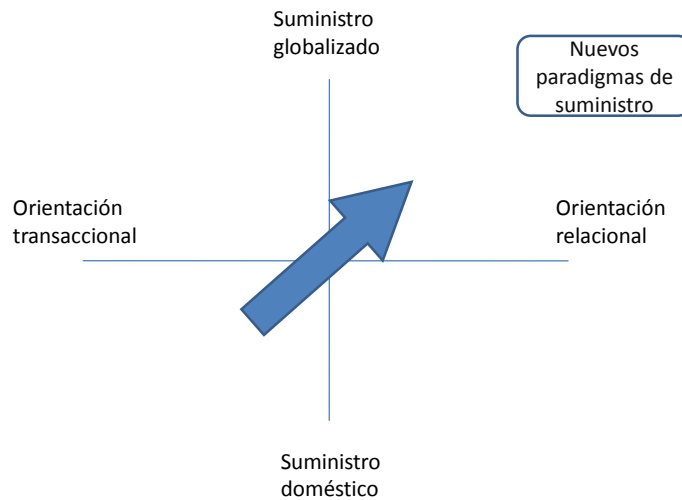 Suministro
globalizado
Nuevos
paradigmas de
suministro
Orientación
transaccional
Orientación
relacional
Suministro
doméstico